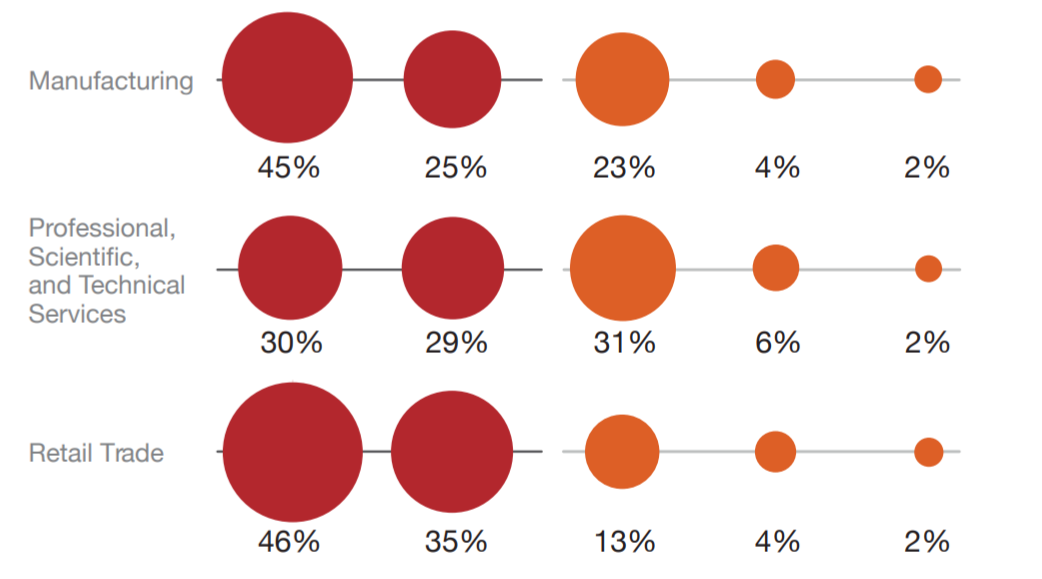 Manufacturing
45% 25% 23% 4% 2%
Professional,
Scientific,
and Technical
Services
30% 29% 31% 6% 2%
Retail Trade
46% 35% 13% 4% 2%